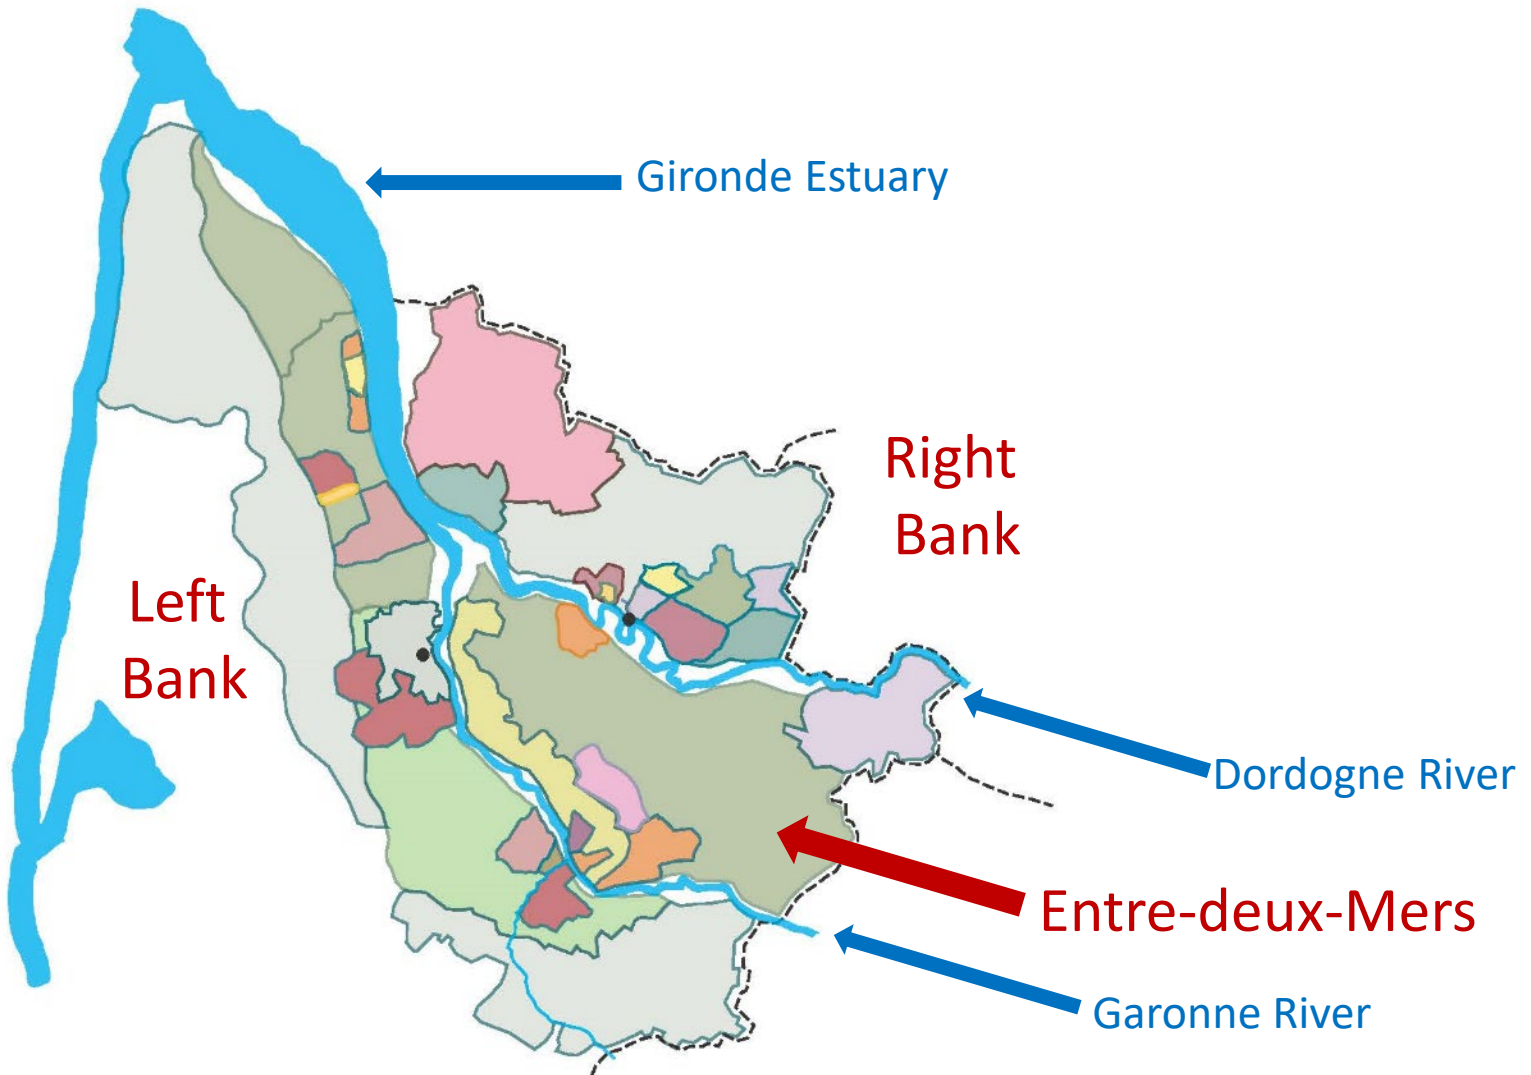 Gironde Estuary
Right
Bank
Left
Bank
Dordogne River
Entre-deux-Mers
Garonne River